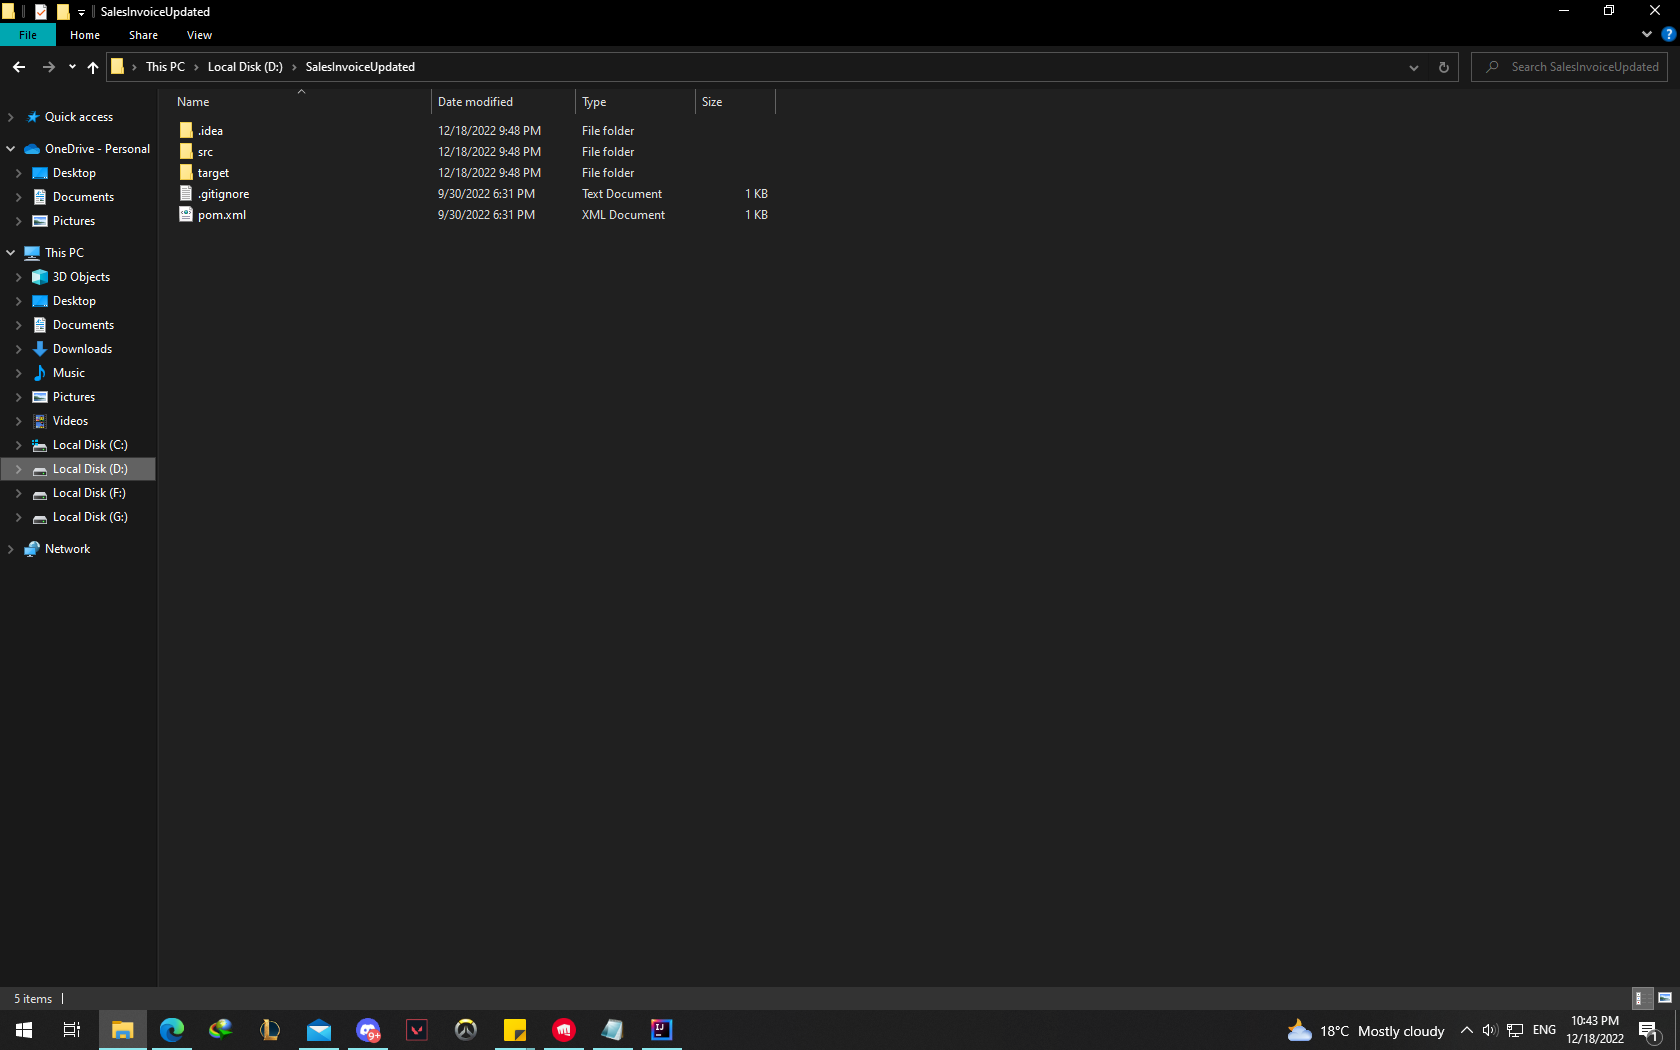 SalesInvoiceUpdated
File Home Share View
This PC Local Disk (D:) SalesInvoiceUpdated
Search SalesInvoiceUpdated
Quick access
OneDrive - Personal
Desktop
Documents
Pictures
This PC
3D Objects
Desktop
Documents
Downloads
Music
Pictures
Videos
Local Disk (C:)
Local Disk (D:)
Local Disk (F:)
Local Disk (G:)
Network
Name Date modified Type Size
.idea 12/18/2022 9:48 PM File folder
src 12/18/2022 9:48 PM File folder
target 12/18/2022 9:48 PM File folder
.gitignore 9/30/2022 6:31 PM Text Document 1 KB
pom.xml 9/30/2022 6:31 PM XML Document 1 KB
5 items
9+
IJ
18°C Mostly cloudy
ENG
10:43 PM
12/18/2022
1